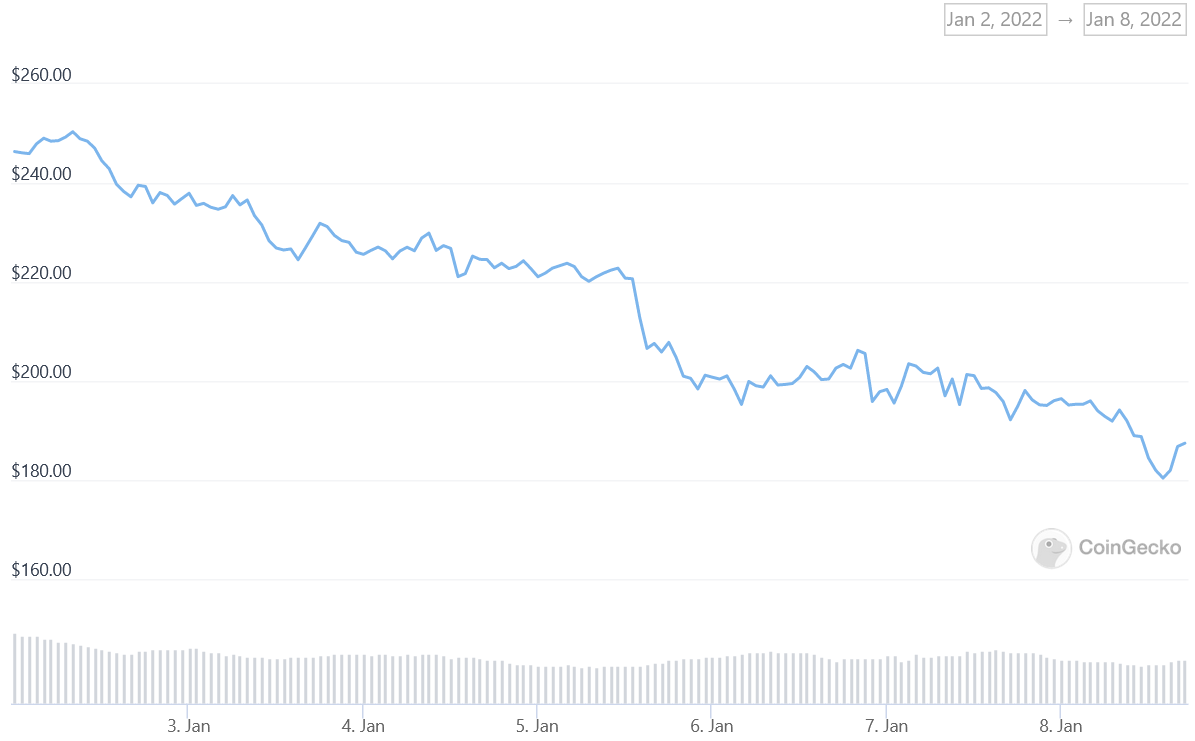 Jan 2, 2022 → Jan 8, 2022
$260.00
$240.00
$220.00
$200.00
$180.00
CoinGecko
$160.00
3. Jan 4. Jan 5. Jan 6. Jan 7. Jan 8. Jan